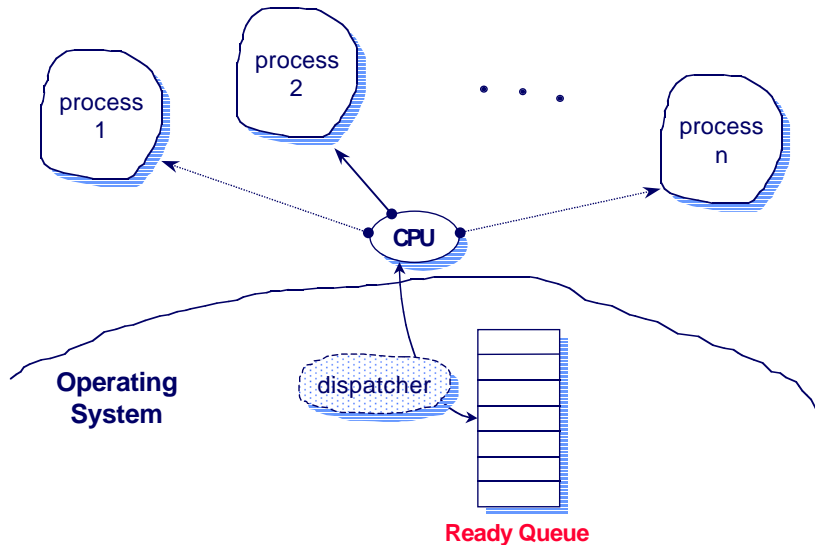 process
1
process
2
process
n
CPU
dispatcher
Operating
System
Ready Queue